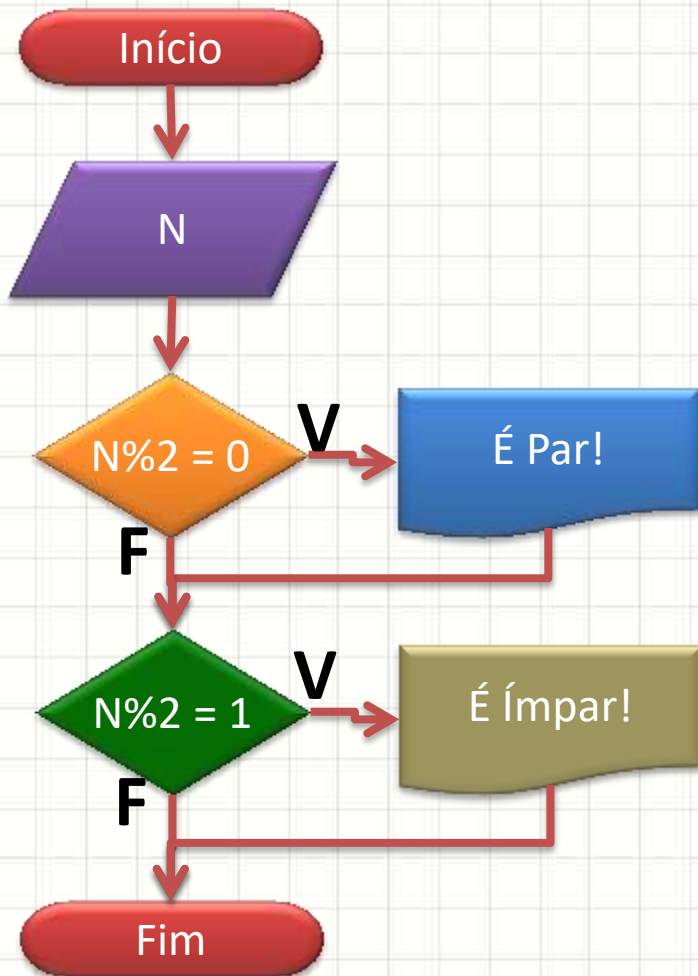 Início
N
N%2 = 0
V
É Par!
F
N%2 = 1
V
É Ímpar!
F
Fim